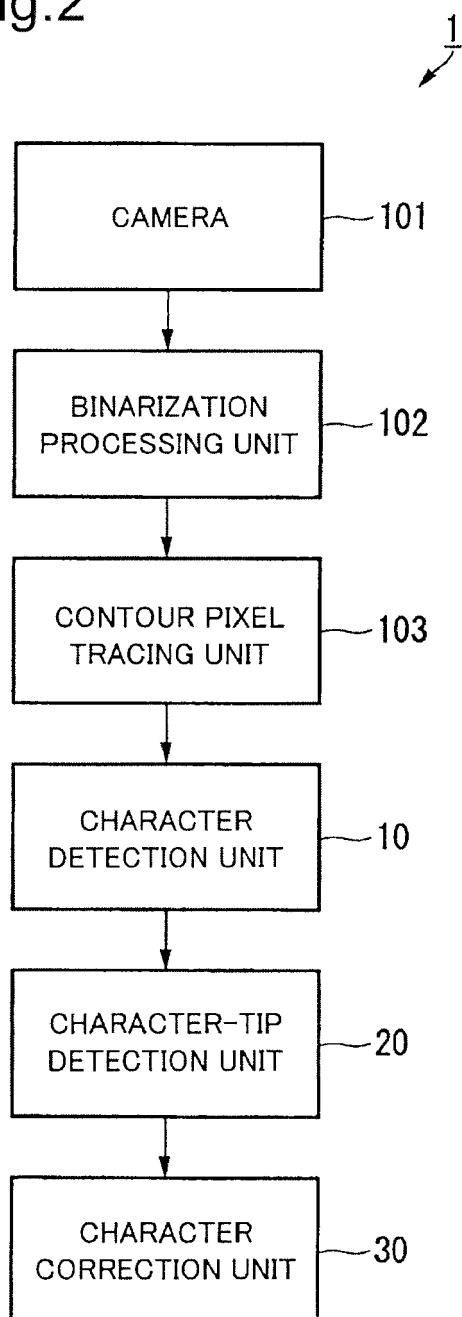 ig.2
1
CAMERA
101
BINARIZATION
PROCESSING UNIT
102
CONTOUR PIXEL
TRACING UNIT
103
CHARACTER
DETECTION UNIT
10
CHARACTER-TIP
DETECTION UNIT
20
CHARACTER
CORRECTION UNIT
30